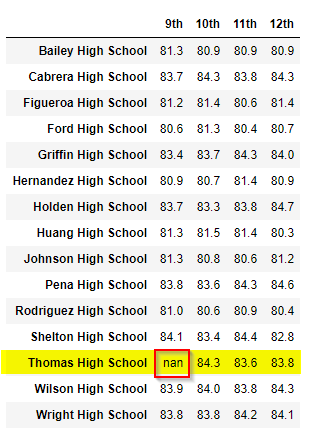 9th 10th 11th 12th
Bailey High School 81.3 80.9 80.9 80.9
Cabrera High School 83.7 84.3 83.8 84.3
Figueroa High School 81.2 81.4 80.6 81.4
Ford High School 80.6 81.3 80.4 80.7
Griffin High School 83.4 83.7 84.3 84.0
Hernandez High School 80.9 80.7 81.4 80.9
Holden High School 83.7 83.3 83.8 84.7
Huang High School 81.3 81.5 81.4 80.3
Johnson High School 81.3 80.8 80.6 81.2
Pena High School 83.8 83.6 84.3 84.6
Rodriguez High School 81.0 80.6 80.9 80.4
Shelton High School 84.1 83.4 84.4 82.8
Thomas High School nan 84.3 83.6 83.8
Wilson High School 83.9 84.0 83.8 84.3
Wright High School 83.8 83.8 84.2 84.1